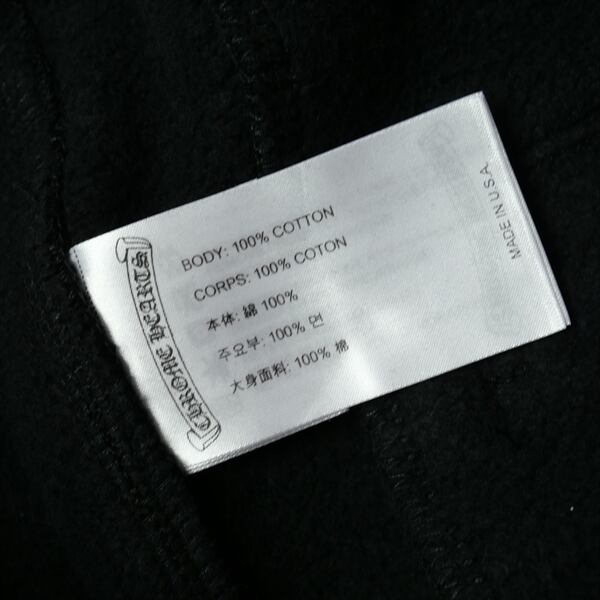 CHROME HEARTS
BODY: 100% COTTON
CORPS: 100% COTON
本体: 綿 100%
주요부: 100% 면
大身面料: 100% 棉
MADE IN U.S.A.